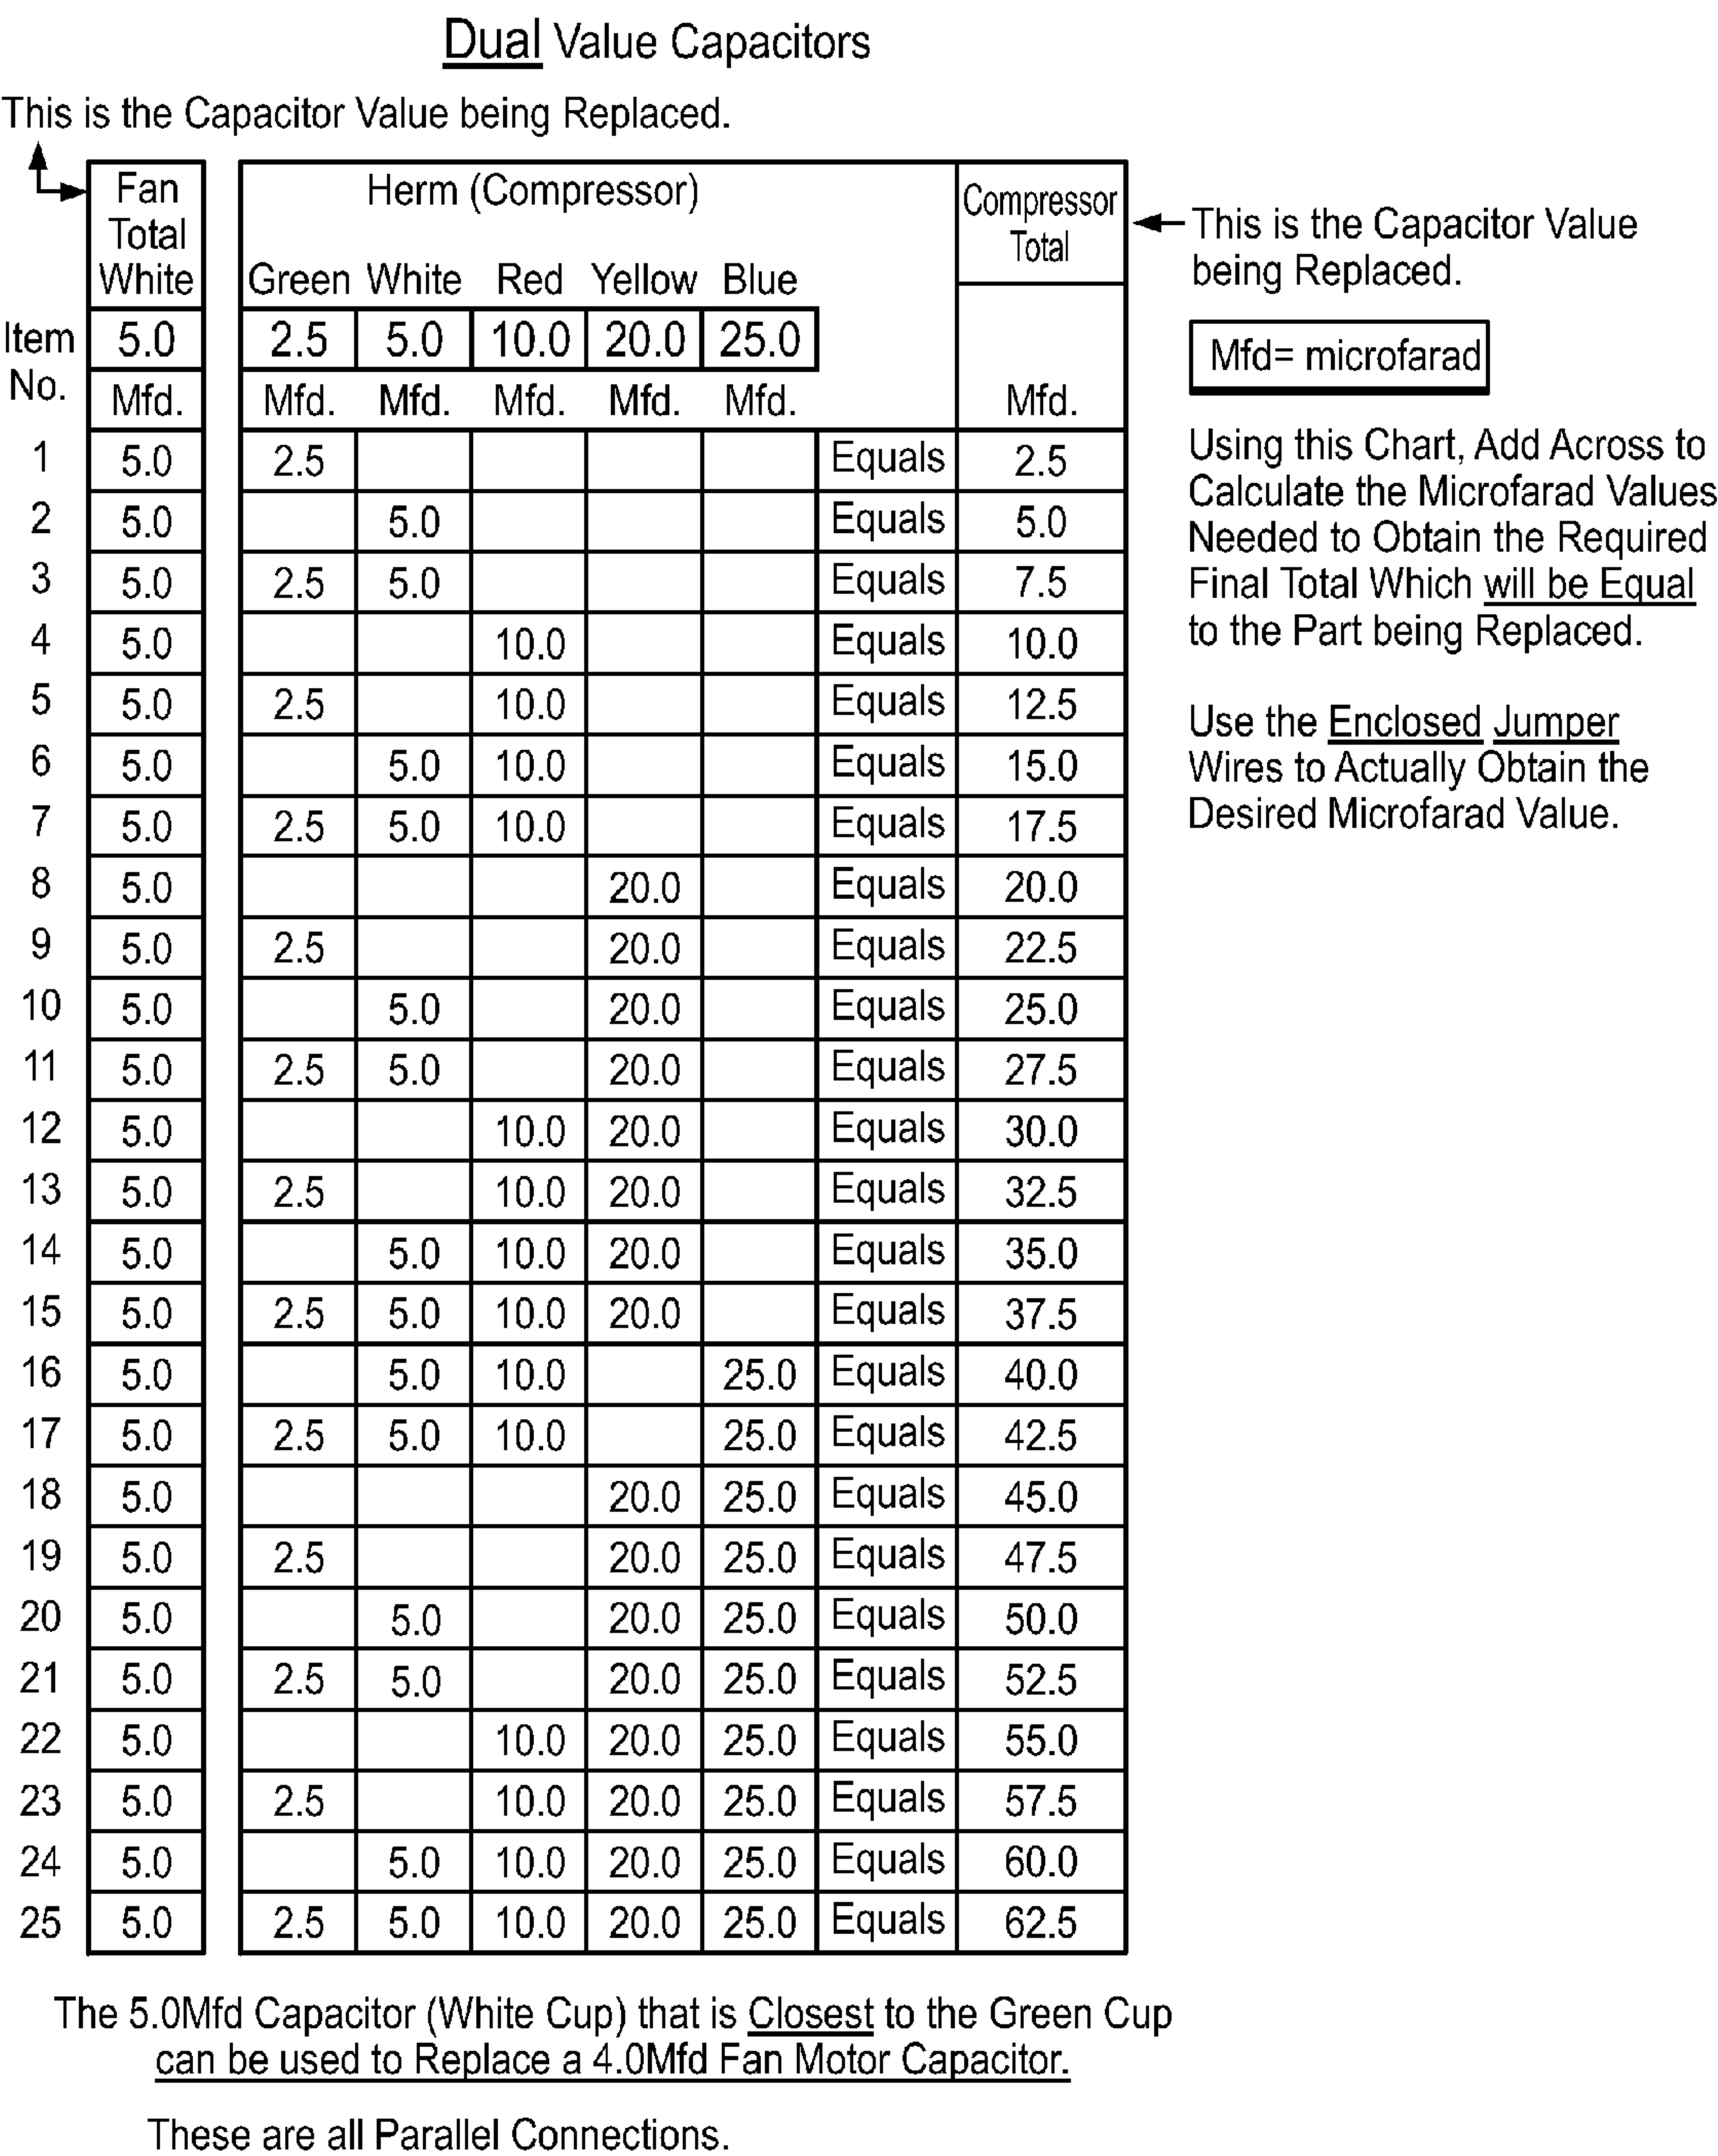 Dual Value Capacitors
This is the Capacitor Value being Replaced.
Fan Total White
Herm (Compressor)
Compressor Total
Green White Red Yellow Blue
This is the Capacitor Value
being Replaced.
Item No.
5.0 2.5 5.0 10.0 20.0 25.0
Mfd. Mfd. Mfd. Mfd. Mfd. Mfd. Mfd.
Mfd= microfarad
1 5.0 2.5 Equals 2.5
2 5.0 5.0 Equals 5.0
3 5.0 2.5 5.0 Equals 7.5
4 5.0 10.0 Equals 10.0
5 5.0 2.5 10.0 Equals 12.5
6 5.0 5.0 10.0 Equals 15.0
7 5.0 2.5 5.0 10.0 Equals 17.5
8 5.0 20.0 Equals 20.0
9 5.0 2.5 20.0 Equals 22.5
10 5.0 5.0 20.0 Equals 25.0
11 5.0 2.5 5.0 20.0 Equals 27.5
12 5.0 10.0 20.0 Equals 30.0
13 5.0 2.5 10.0 20.0 Equals 32.5
14 5.0 5.0 10.0 20.0 Equals 35.0
15 5.0 2.5 5.0 10.0 20.0 Equals 37.5
16 5.0 5.0 10.0 25.0 Equals 40.0
17 5.0 2.5 5.0 10.0 25.0 Equals 42.5
18 5.0 20.0 25.0 Equals 45.0
19 5.0 2.5 20.0 25.0 Equals 47.5
20 5.0 5.0 20.0 25.0 Equals 50.0
21 5.0 2.5 5.0 20.0 25.0 Equals 52.5
22 5.0 10.0 20.0 25.0 Equals 55.0
23 5.0 2.5 10.0 20.0 25.0 Equals 57.5
24 5.0 5.0 10.0 20.0 25.0 Equals 60.0
25 5.0 2.5 5.0 10.0 20.0 25.0 Equals 62.5
Using this Chart, Add Across to
Calculate the Microfarad Values
Needed to Obtain the Required
Final Total Which will be Equal
to the Part being Replaced.
Use the Enclosed Jumper
Wires to Actually Obtain the
Desired Microfarad Value.
The 5.0Mfd Capacitor (White Cup) that is Closest to the Green Cup
can be used to Replace a 4.0Mfd Fan Motor Capacitor.
These are all Parallel Connections.